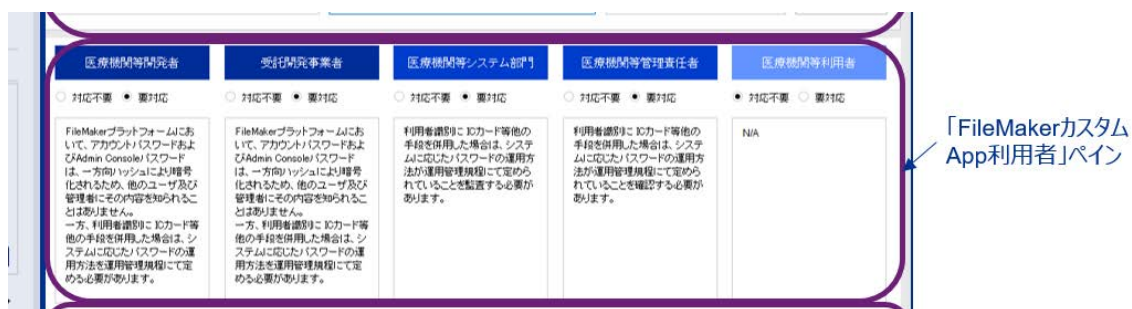 医療機関等開発者
受託開発事業者
医療機関等システム部門
医療機関等管理責任者
医療機関等利用者
対応不要 要対応
対応不要 要対応
対応不要 要対応
対応不要 要対応
対応不要 要対応
FileMakerプラットフォームにお
いて、アカウントパスワードおよ
びAdmin Consoleパスワード
は、一方向ハッシュにより暗号
化されるため、他のユーザ及び
管理者にその内容を知られるこ
とはありません。
一方、利用者識別にICカード等
他の手段を併用した場合は、シ
ステムに応じたパスワードの運
用方法を運用管理規程にて定
める必要があります。
FileMakerプラットフォームにお
いて、アカウントパスワードおよ
びAdmin Consoleパスワード
は、一方向ハッシュにより暗号
化されるため、他のユーザ及び
管理者にその内容を知られるこ
とはありません。
一方、利用者識別にICカード等
他の手段を併用した場合は、シ
ステムに応じたパスワードの運
用方法を運用管理規程にて定
める必要があります。
利用者識別にICカード等他の
手段を併用した場合は、システ
ムに応じたパスワードの運用方
法が運用管理規程にて定めら
れていることを監査する必要が
あります。
利用者識別にICカード等他の
手段を併用した場合は、システ
ムに応じたパスワードの運用方
法が運用管理規程にて定めら
れていることを確認する必要が
あります。
N/A
「FileMakerカスタム
App利用者」ペイン